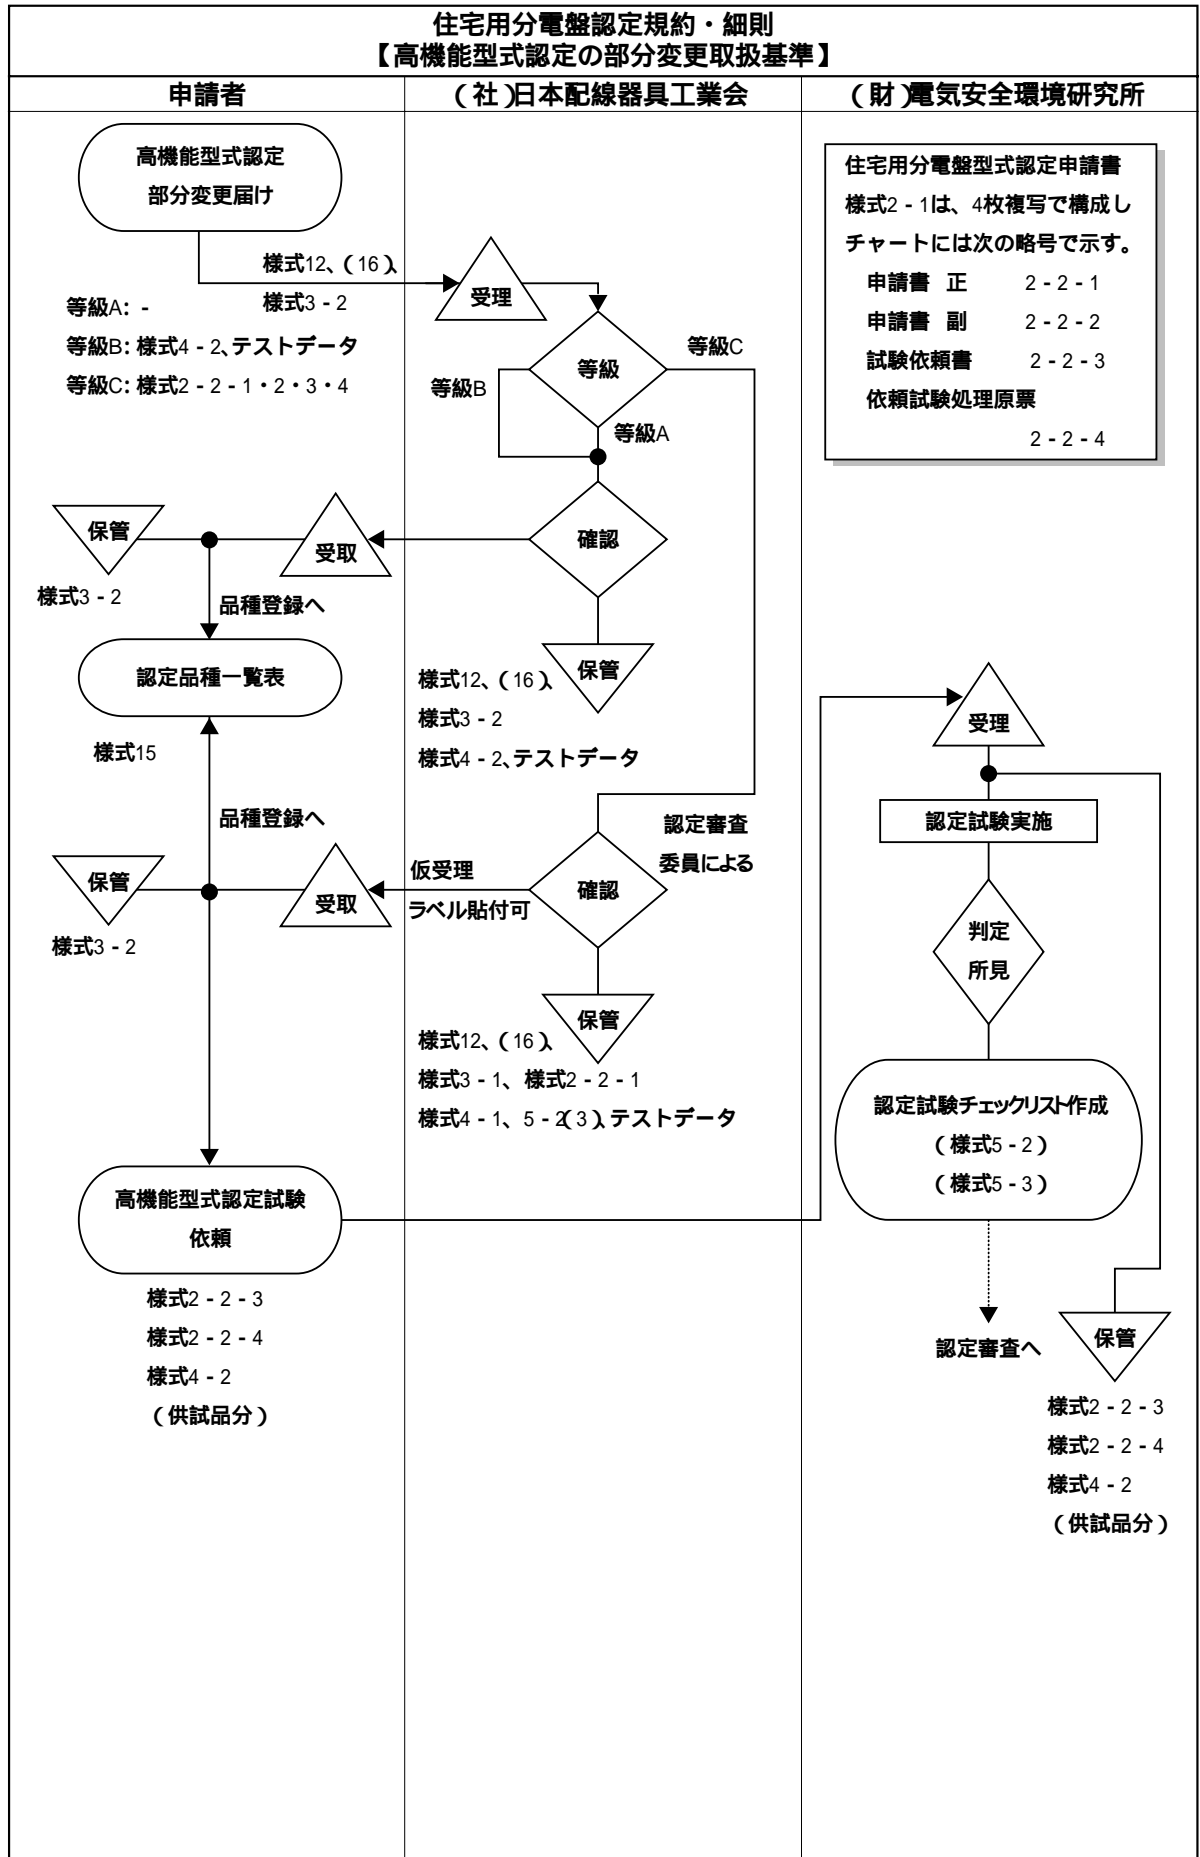 住宅用分電盤認定規約・細則
【高機能型式認定の部分変更取扱基準】
申請者
（社）日本配線器具工業会
（財）電気安全環境研究所
高機能型式認定
部分変更届け
様式12、（16）、
様式3‐2
等級A: ‐
等級B: 様式4‐2、テストデータ
等級C: 様式2‐2‐1・2・3・4
受理
等級
等級C
等級B
等級A
住宅用分電盤型式認定申請書
様式2‐1は、4枚複写で構成し
チャートには次の略号で示す。
申請書 正 2‐2‐1
申請書 副 2‐2‐2
試験依頼書 2‐2‐3
依頼試験処理原票
2‐2‐4
保管
受取
確認
様式3‐2
品種登録へ
認定品種一覧表
様式15
保管
様式12、（16）、
様式3‐2
様式4‐2、テストデータ
品種登録へ
保管
様式3‐2
受取
仮受理
ラベル貼付可
認定審査
委員による
確認
保管
様式12、（16）、
様式3‐1、様式2‐2‐1
様式4‐1、5‐2(3)、テストデータ
高機能型式認定試験
依頼
様式2‐2‐3
様式2‐2‐4
様式4‐2
（供試品分）
受理
認定試験実施
判定
所見
認定試験チェックリスト作成
（様式5‐2）
（様式5‐3）
認定審査へ
保管
様式2‐2‐3
様式2‐2‐4
様式4‐2
（供試品分）